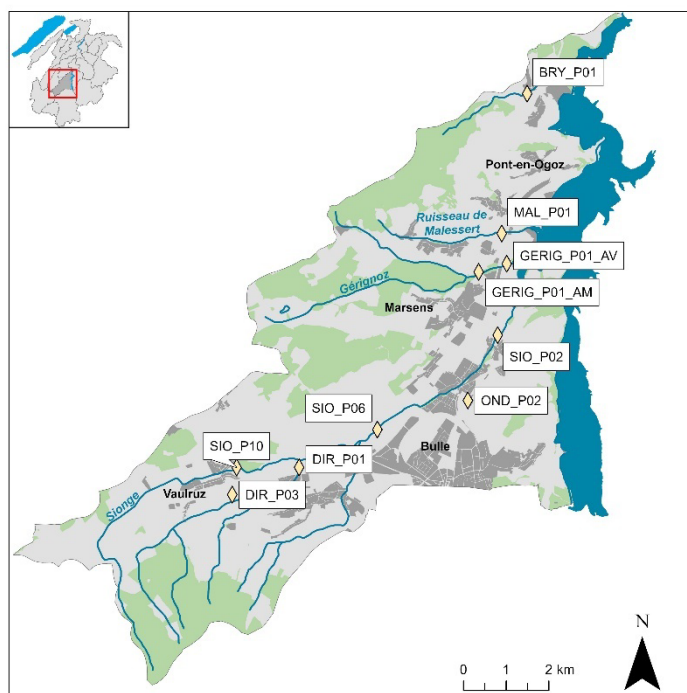 BRY_P01
Pont-en-Ogoz
MAL_P01
Ruisseau de
Malessert
GERIG_P01_AV
Gérignoz
GERIG_P01_AM
Marsens
SIO_P02
OND_P02
SIO_P06
Bulle
SIO_P10
DIR_P01
Vaulruz
DIR_P03
Sionge
N
0 1 2 km